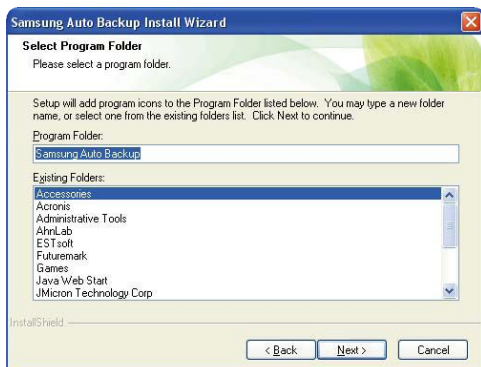 Samsung Auto Backup Install Wizard
Select Program Folder
Please select a program folder.
Setup will add program icons to the Program Folder listed below. You may type a new folder
name, or select one from the existing folders list. Click Next to continue.
Program Folder:
Samsung Auto Backup
Existing Folders:
Accessories
Acronis
Administrative Tools
AhnLab
ESTsoft
Futuremark
Games
Java Web Start
JMicron Technology Corp
InstallShield
< Back
Next >
Cancel